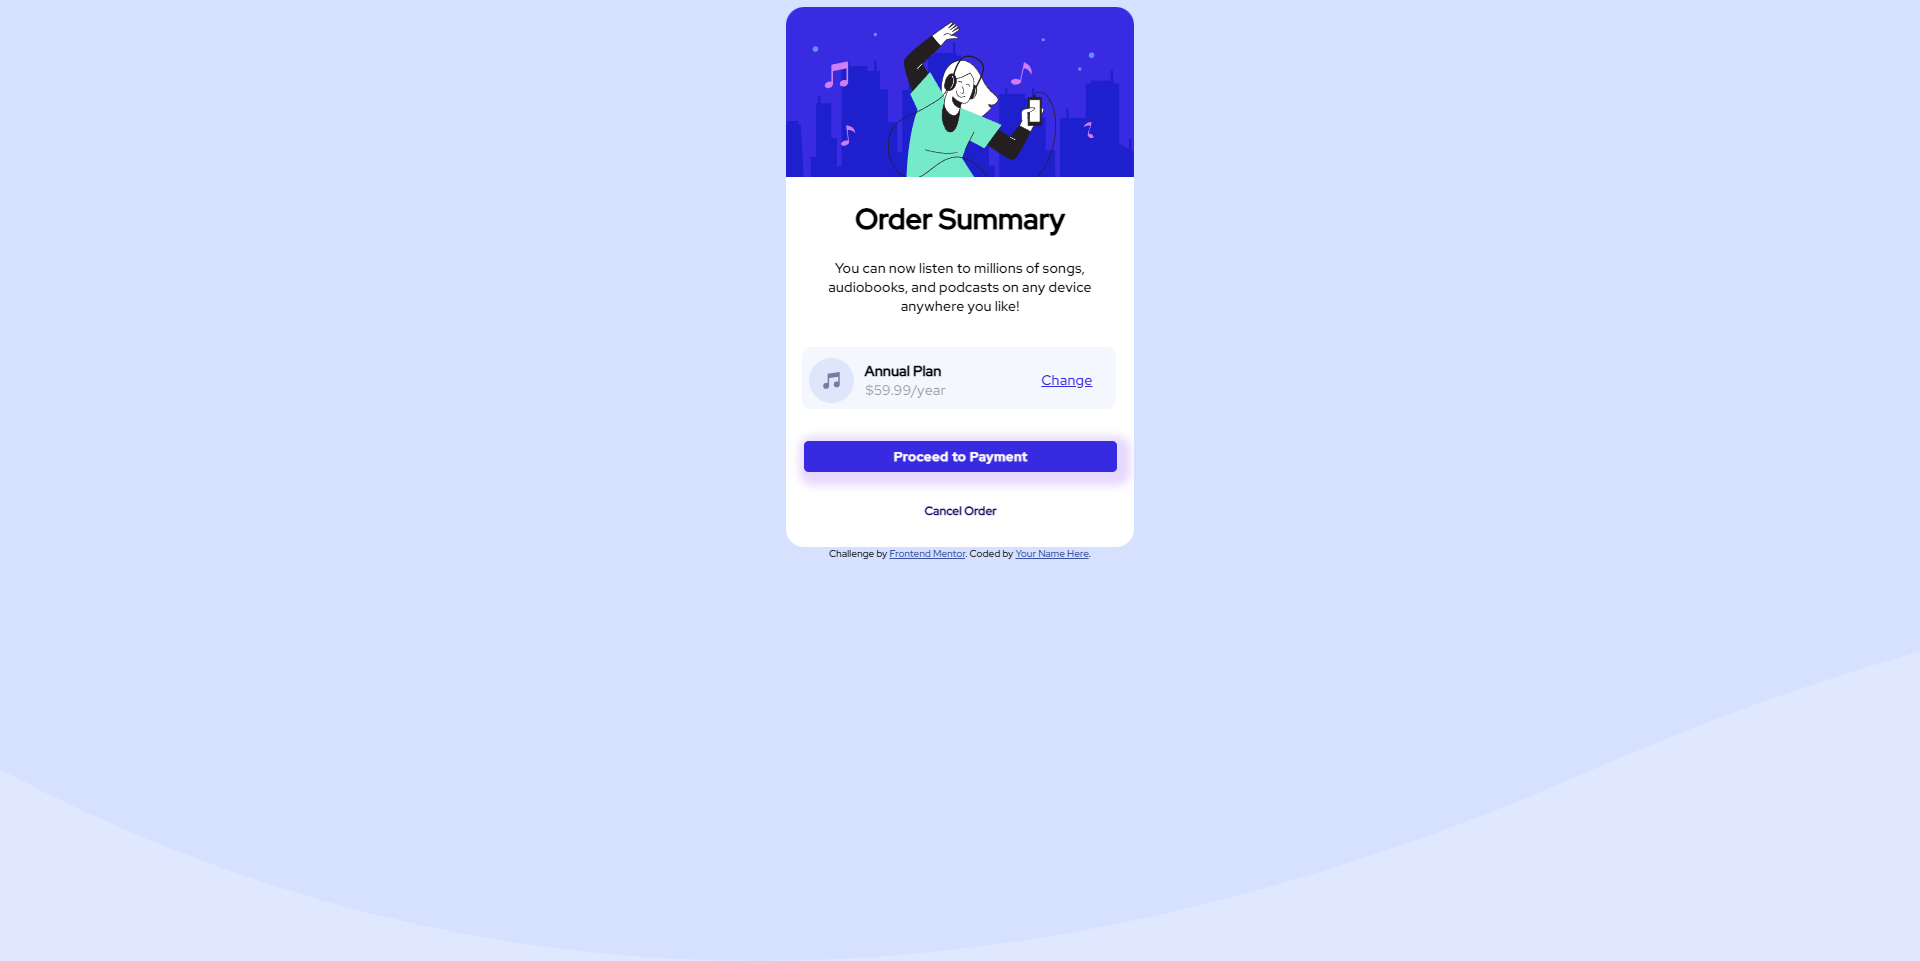 Order Summary
You can now listen to millions of songs,
audiobooks, and podcasts on any device
anywhere you like!
Annual Plan
$59.99/year
Change
Proceed to Payment
Cancel Order
Challenge by Frontend Mentor. Coded by Your Name Here.